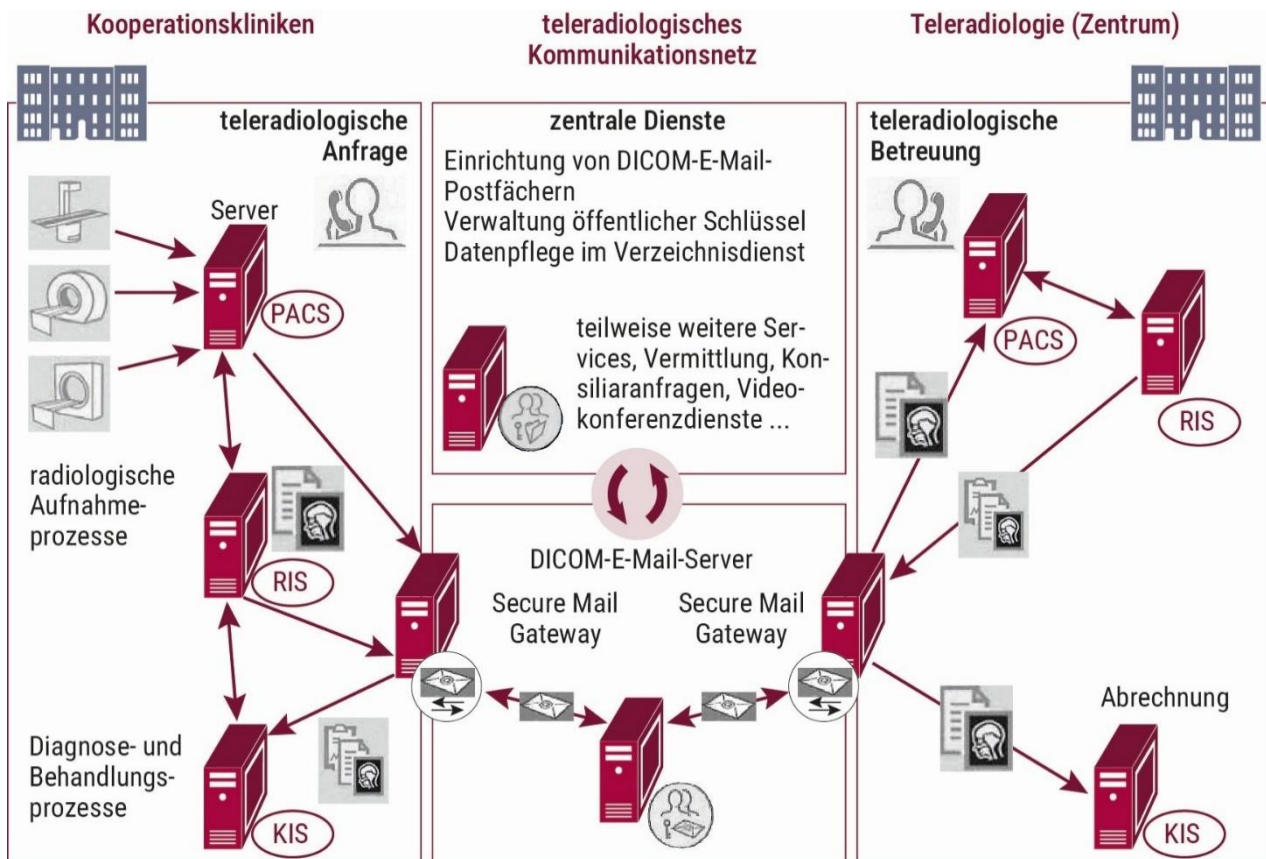 Kooperationskliniken
teleradiologisches
Kommunikationsnetz
Teleradiologie (Zentrum)
teleradiologische
Anfrage
Server
PACS
radiologische
Aufnahme-
prozesse
RIS
Diagnose- und
Behandlungs-
prozesse
KIS
zentrale Dienste
Einrichtung von DICOM-E-Mail-
Postfächern
Verwaltung öffentlicher Schlüssel
Datenpflege im Verzeichnisdienst
teilweise weitere Ser-
vices, Vermittlung, Kon-
siliaranfragen, Video-
konferenzdienste ...
DICOM-E-Mail-Server
Secure Mail
Gateway
Secure Mail
Gateway
teleradiologische
Betreuung
PACS
RIS
Abrechnung
KIS